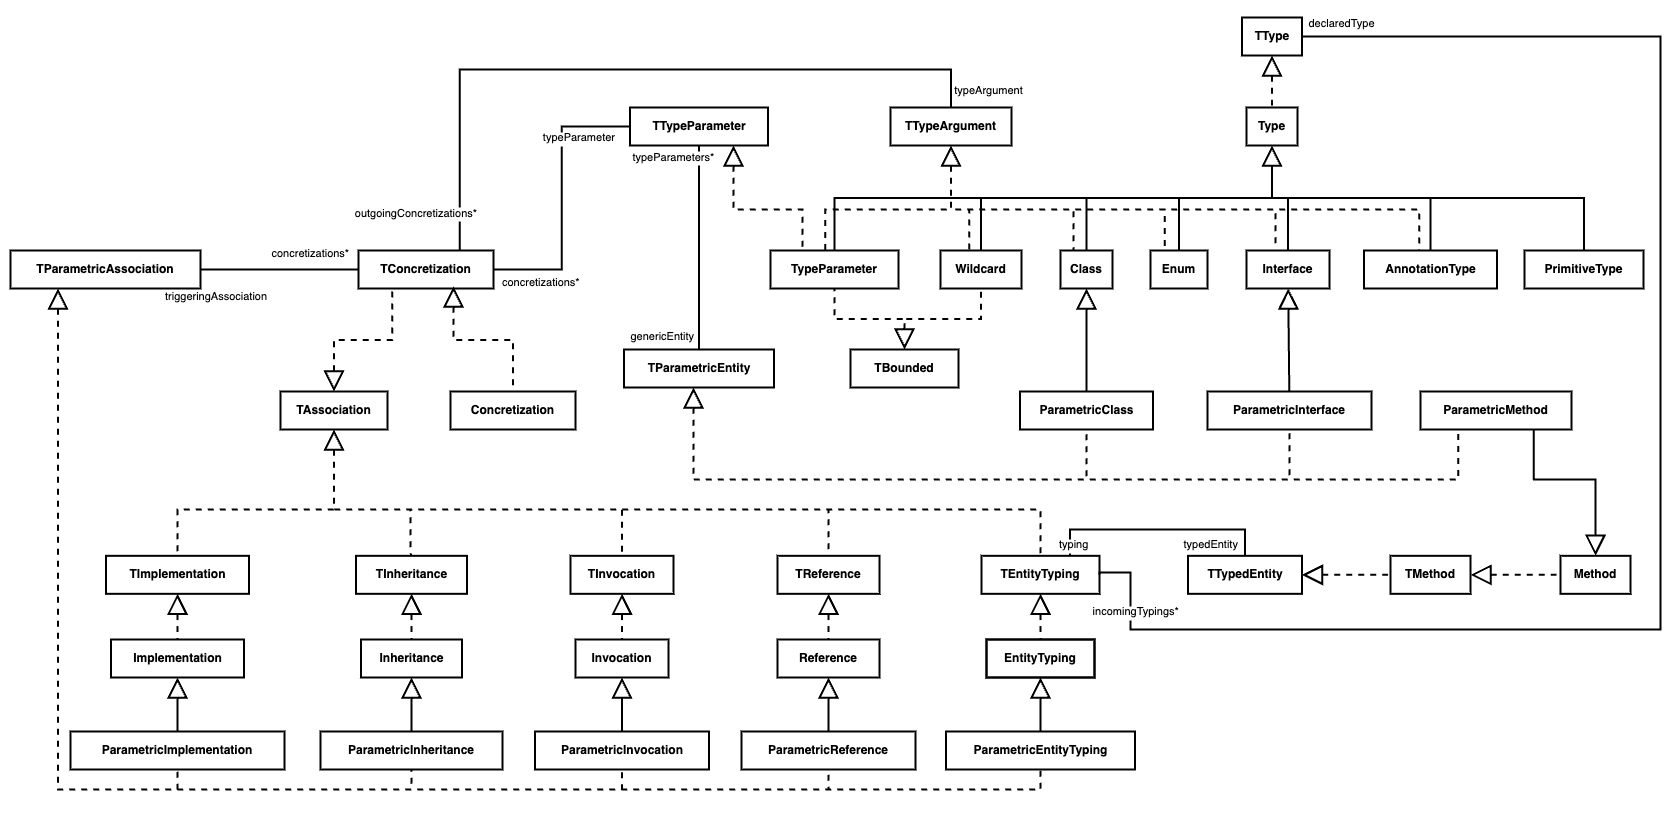 TType
declaredType
typeArgument
TTypeParameter
TTypeArgument
Type
typeParameter
typeParameters*
outgoingConcretizations*
concretizations*
TParametricAssociation
TConcretization
TypeParameter
Wildcard
Class
Enum
Interface
AnnotationType
PrimitiveType
triggeringAssociation
concretizations*
genericEntity
TParametricEntity
TBounded
TAssociation
Concretization
ParametricClass
ParametricInterface
ParametricMethod
typing
typedEntity
TImplementation
TInheritance
TInvocation
TReference
TEntityTyping
TTypedEntity
TMethod
Method
incomingTypings*
Implementation
Inheritance
Invocation
Reference
EntityTyping
ParametricImplementation
ParametricInheritance
ParametricInvocation
ParametricReference
ParametricEntityTyping